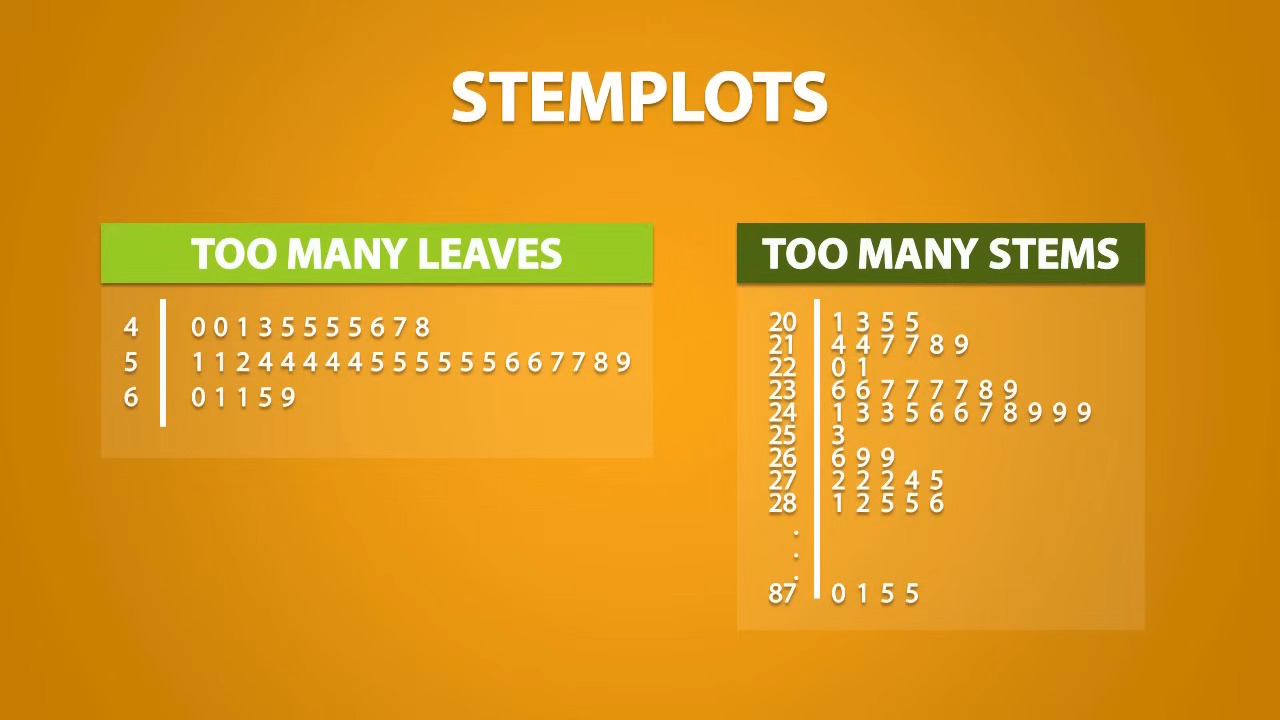 STEMPLOTS
TOO MANY LEAVES
4 0 0 1 3 5 5 5 5 6 7 8
5 1 1 2 4 4 4 4 4 5 5 5 5 5 5 6 6 7 7 8 9
6 0 1 1 5 9
TOO MANY STEMS
20 1 3 5 5
21 4 4 7 7 8 9
22 0 1
23 6 6 7 7 7 7 8 9
24 1 3 3 5 6 6 7 8 9 9 9
25 3
26 6 9 9
27 2 2 2 4 5
28 1 2 5 5 6
.
.
.
87 0 1 5 5